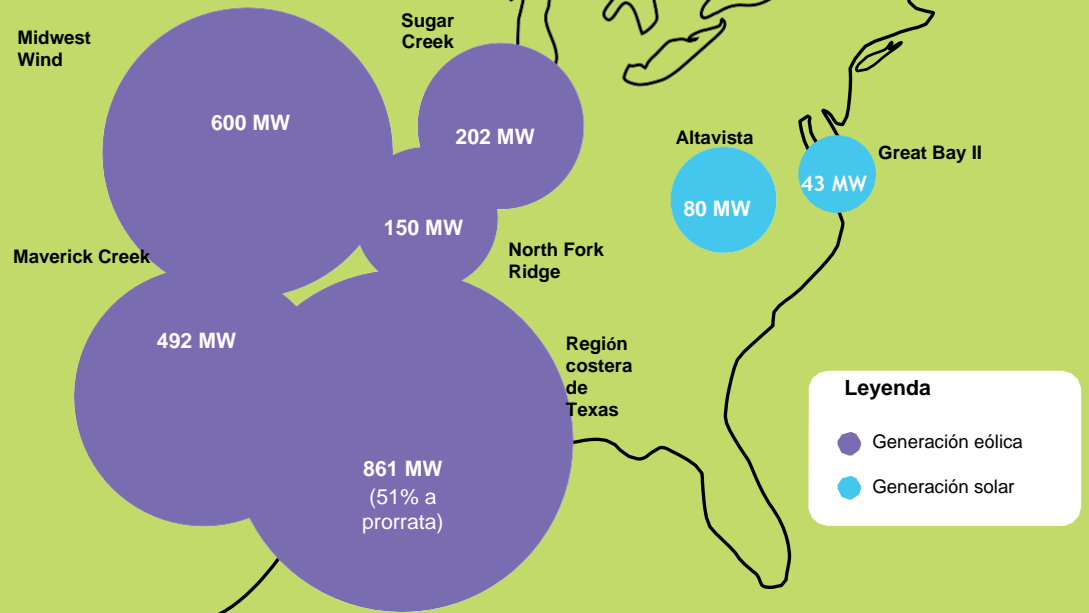 Midwest
Wind
600 MW
Sugar
Creek
202 MW
150 MW
North Fork
Ridge
Maverick Creek
492 MW
861 MW
(51% a
prorrata)
Región
costera
de
Texas
Altavista
80 MW
Great Bay II
43 MW
Leyenda
Generación eólica
Generación solar